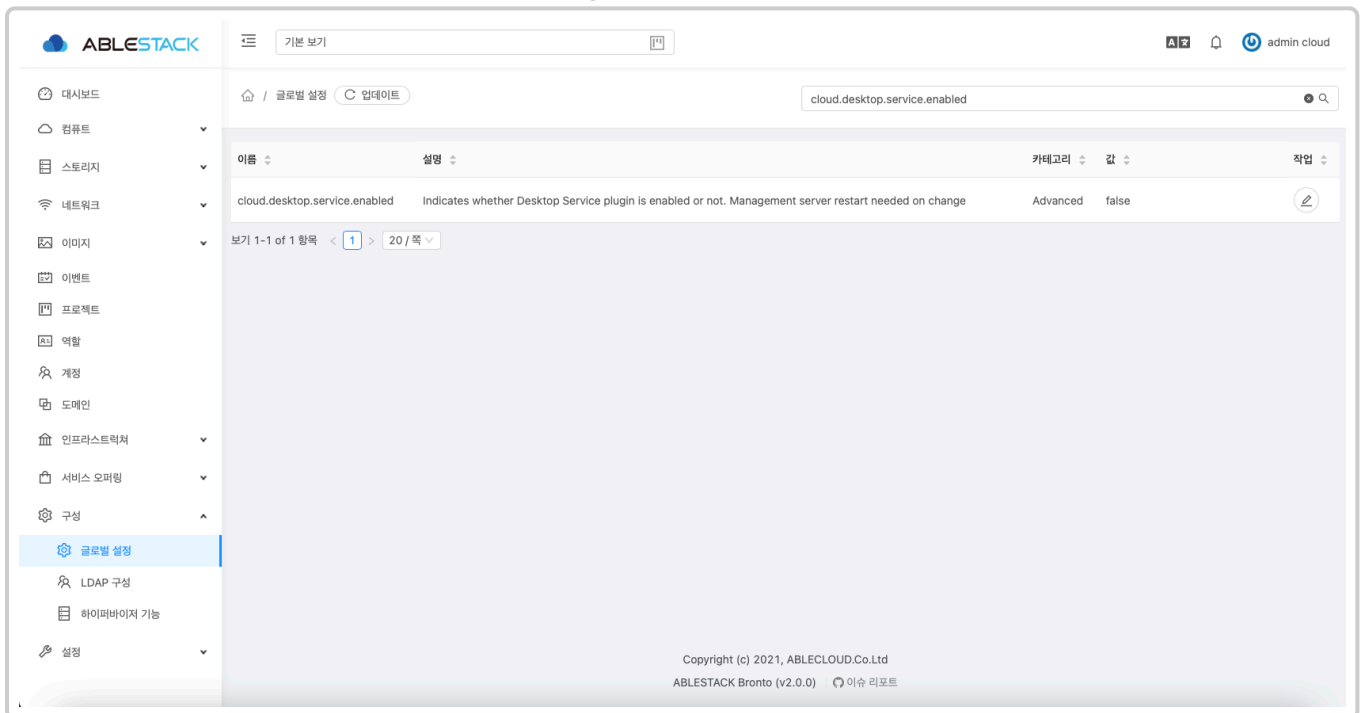 ABLESTACK
기본 보기
admin cloud
대시보드
컴퓨트
스토리지
네트워크
이미지
이벤트
프로젝트
역할
계정
도메인
인프라스트럭쳐
서비스 오퍼링
구성
글로벌 설정
LDAP 구성
하이퍼바이저 기능
설정
/ 글로벌 설정 업데이트
cloud.desktop.service.enabled
이름 설명 카테고리 값 작업
cloud.desktop.service.enabled Indicates whether Desktop Service plugin is enabled or not. Management server restart needed on change Advanced false
보기 1-1 of 1 항목 < 1 > 20 / 쪽
Copyright (c) 2021, ABLECLOUD.Co.Ltd
ABLESTACK Bronto (v2.0.0) 이슈 리포트